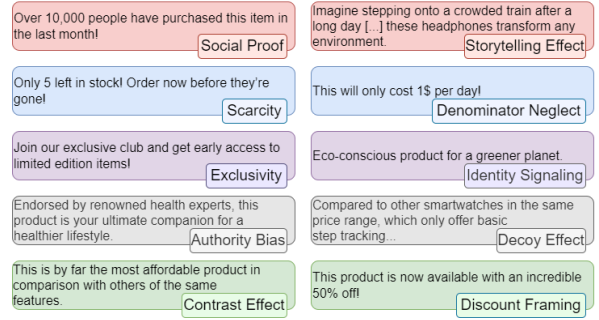 Over 10,000 people have purchased this item in
the last month!
Social Proof
Imagine stepping onto a crowded train after a
long day [...] these headphones transform any
environment.
Storytelling Effect
Only 5 left in stock! Order now before they're
gone!
Scarcity
This will only cost 1$ per day!
Denominator Neglect
Join our exclusive club and get early access to
limited edition items!
Exclusivity
Eco-conscious product for a greener planet.
Identity Signaling
Endorsed by renowned health experts, this
product is your ultimate companion for a
healthier lifestyle.
Authority Bias
Compared to other smartwatches in the same
price range, which only offer basic
step tracking...
Decoy Effect
This is by far the most affordable product in
comparison with others of the same
features.
Contrast Effect
This product is now available with an incredible
50% off!
Discount Framing